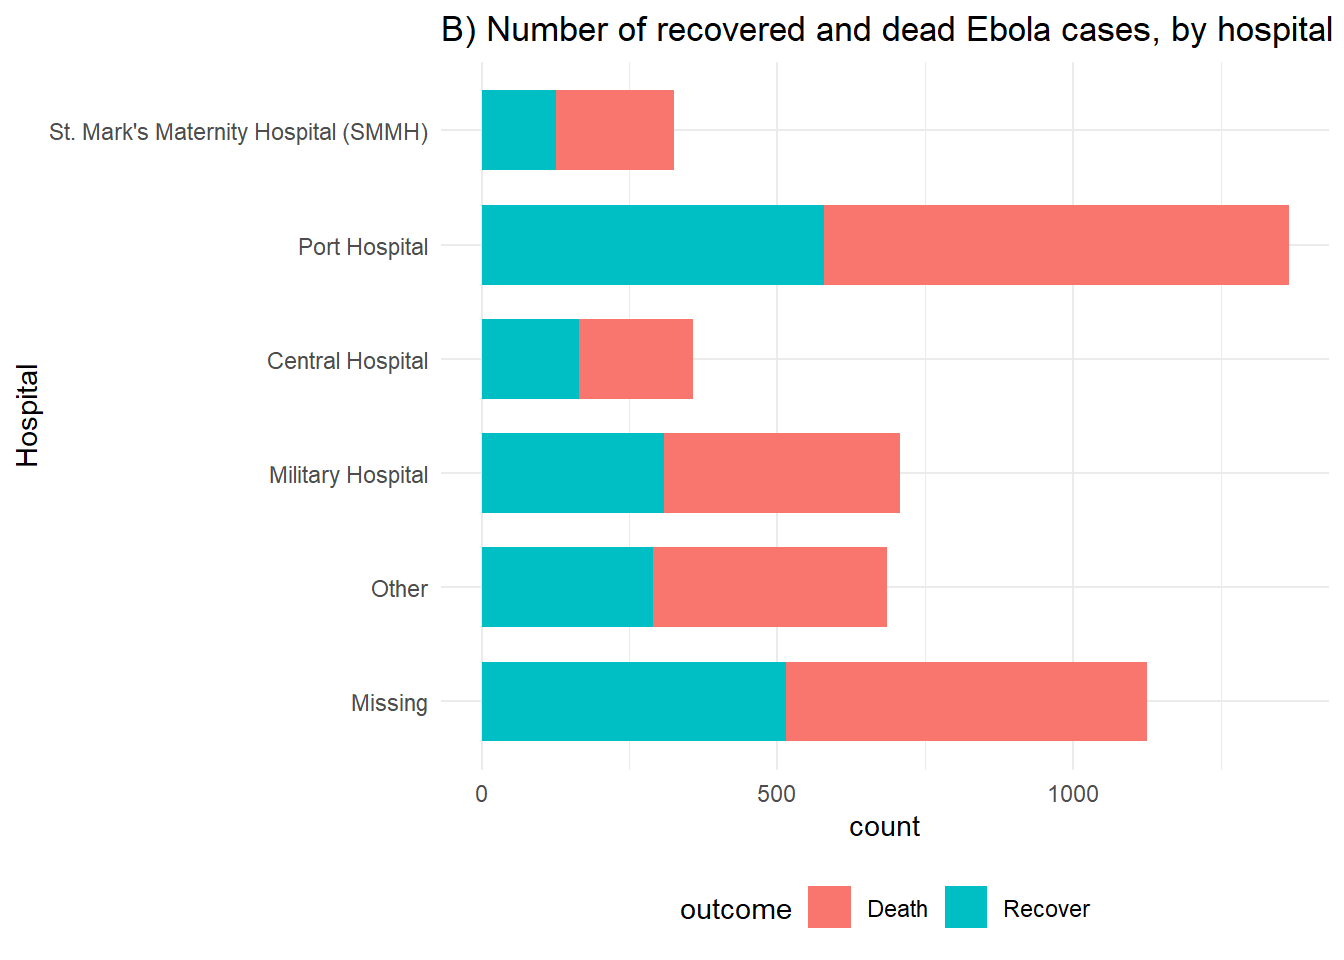 B) Number of recovered and dead Ebola cases, by hospital
St. Mark's Maternity Hospital (SMMH)
Port Hospital
Central Hospital
Military Hospital
Other
Missing
Hospital
0 500 1000
count
outcome Death Recover